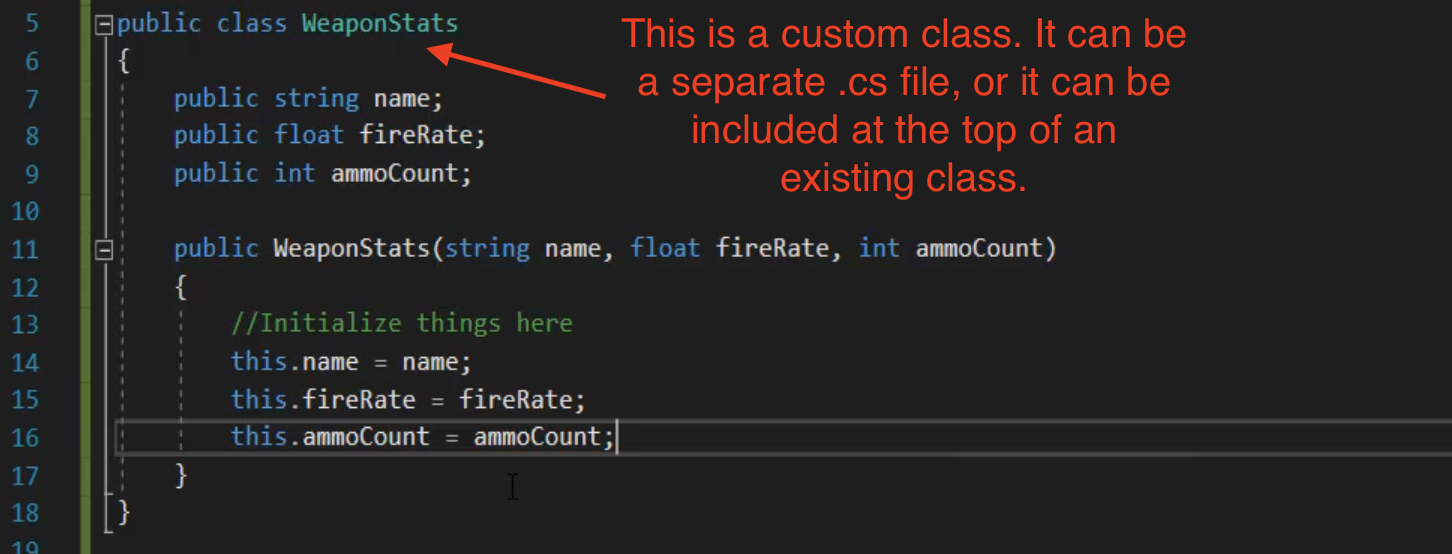 5 public class WeaponStats
6 {
7 public string name;
8 public float fireRate;
9 public int ammoCount;
10
11 public WeaponStats(string name, float fireRate, int ammoCount)
12 {
13 //Initialize things here
14 this.name = name;
15 this.fireRate = fireRate;
16 this.ammoCount = ammoCount;
17 }
18 }
19
This is a custom class. It can be
a separate .cs file, or it can be
included at the top of an
existing class.